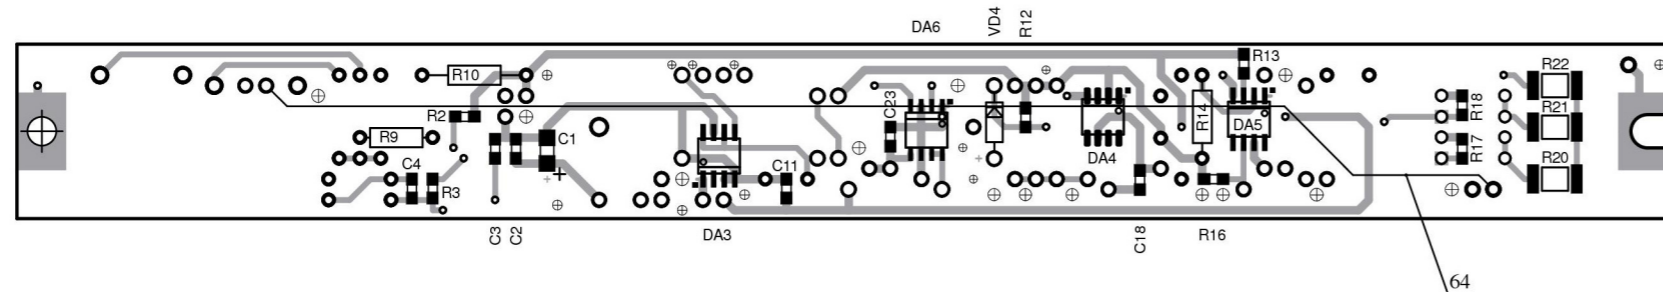 DA6
VD4
R12
R13
R10
R22
R2
C23
R18
R21
R14
R9
C1
DA5
R17
C4
C11
DA4
R20
R3
C3
C2
DA3
C18
R16
64